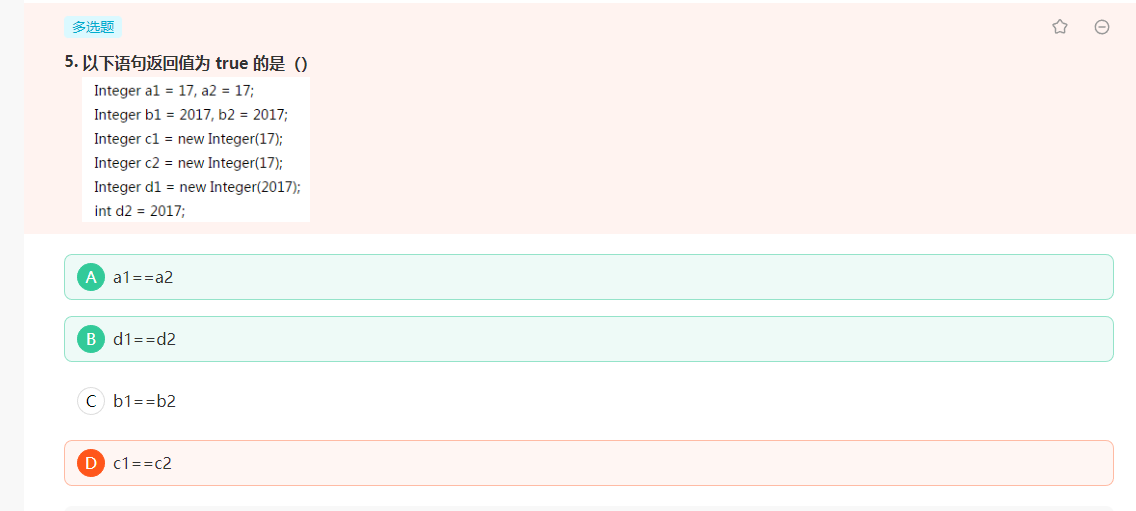 多选题
5. 以下语句返回值为 true 的是（）
Integer a1 = 17, a2 = 17;
Integer b1 = 2017, b2 = 2017;
Integer c1 = new Integer(17);
Integer c2 = new Integer(17);
Integer d1 = new Integer(2017);
int d2 = 2017;
A a1==a2
B d1==d2
C b1==b2
D c1==c2